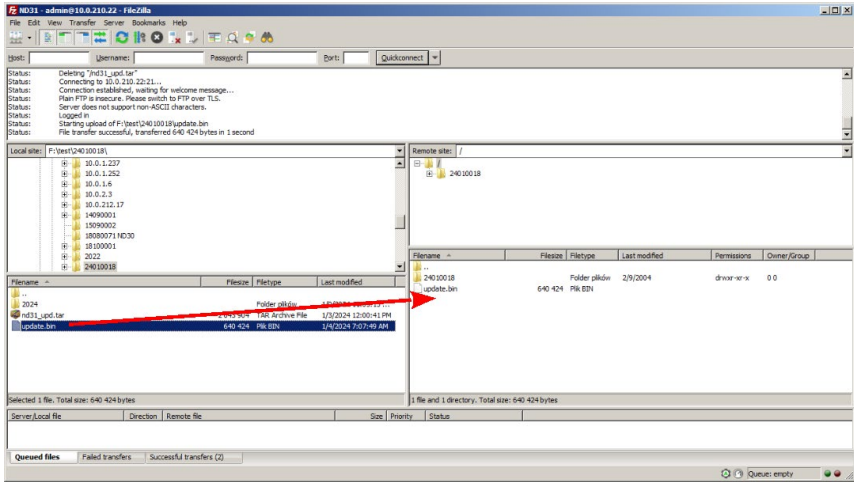 ND31 - admin@10.0.210.22 - FileZilla
File Edit View Transfer Server Bookmarks Help
Host: Username: Password: Port: Quickconnect
Status: Deleting "/nd31_upd.tar"
Status: Connecting to 10.0.210.22:21...
Status: Connection established, waiting for welcome message...
Status: Plain FTP is insecure. Please switch to FTP over TLS.
Status: Server does not support non-ASCII characters.
Status: Logged in
Status: Starting upload of F:\test\24010018\update.bin
Status: File transfer successful, transferred 640 424 bytes in 1 second
Local site: F:\test\24010018\
10.0.1.237
10.0.1.252
10.0.1.6
10.0.2.3
10.0.212.17
14090001
15090002
18080071 ND30
18100001
2022
24010018
Remote site: /
/
24010018
Filename Filesize Filetype Last modified
..
2024 Folder plików
nd31_upd.tar TAR Archive File 1/3/2024 12:00:41 PM
update.bin 640 424 Plik BIN 1/4/2024 7:07:49 AM
Selected 1 file. Total size: 640 424 bytes
Filename Filesize Filetype Last modified Permissions Owner/Group
..
24010018 Folder plików 2/9/2004 drwxr-xr-x 0 0
update.bin 640 424 Plik BIN
1 file and 1 directory. Total size: 640 424 bytes
Server/Local file Direction Remote file Size Priority Status
Queued files Failed transfers Successful transfers (2)
Queue: empty